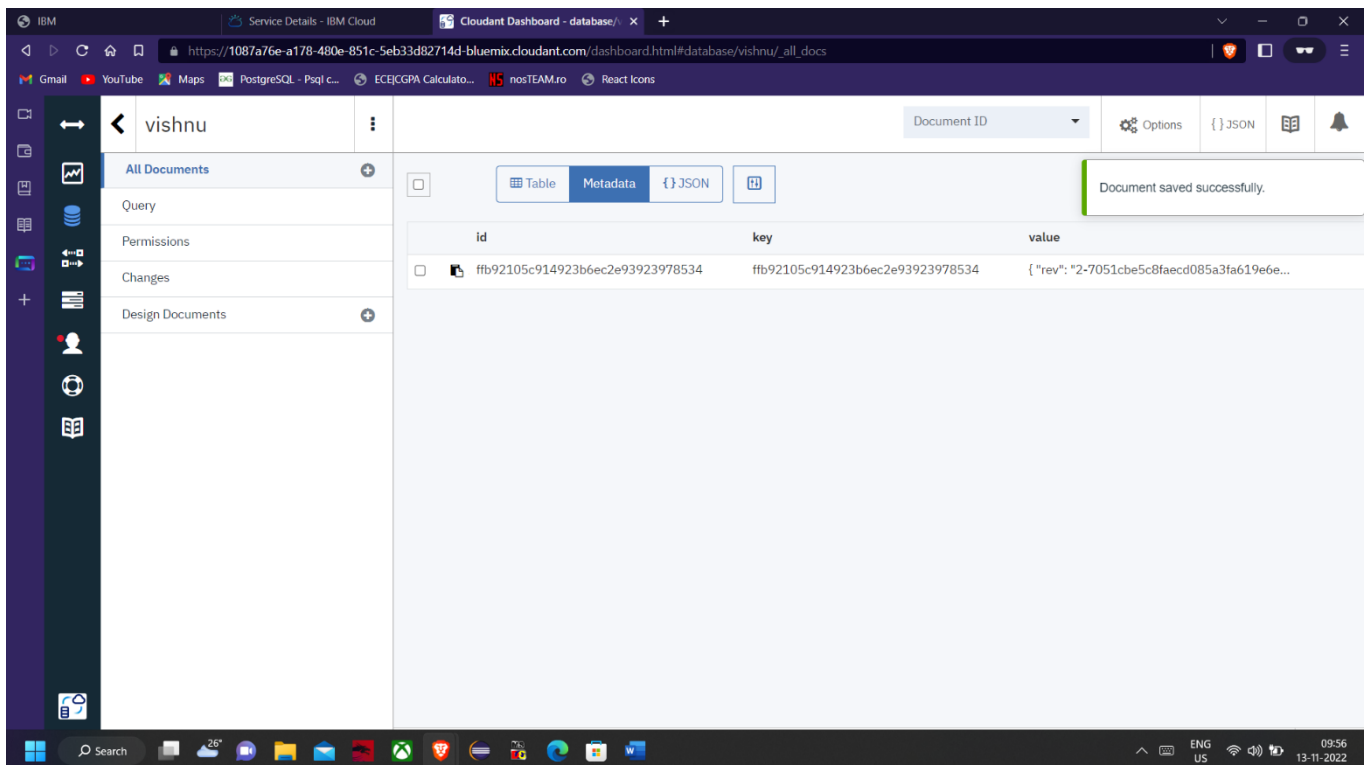 IBM
Service Details - IBM Cloud
Cloudant Dashboard - database/v
https://1087a76e-a178-480e-851c-5eb33d82714d-bluemix.cloudant.com/dashboard.html#database/vishnu/_all_docs
Gmail YouTube Maps PostgreSQL - Psql c... ECE|CGPA Calculato... nosTEAM.ro React Icons
vishnu
Document ID
Options
{ } JSON
All Documents
Query
Permissions
Changes
Design Documents
Table Metadata {} JSON
Document saved successfully.
id key value
ffb92105c914923b6ec2e93923978534 ffb92105c914923b6ec2e93923978534 { "rev": "2-7051cbe5c8faecd085a3fa619e6e...
Search
26°
ENG
US
09:56
13-11-2022